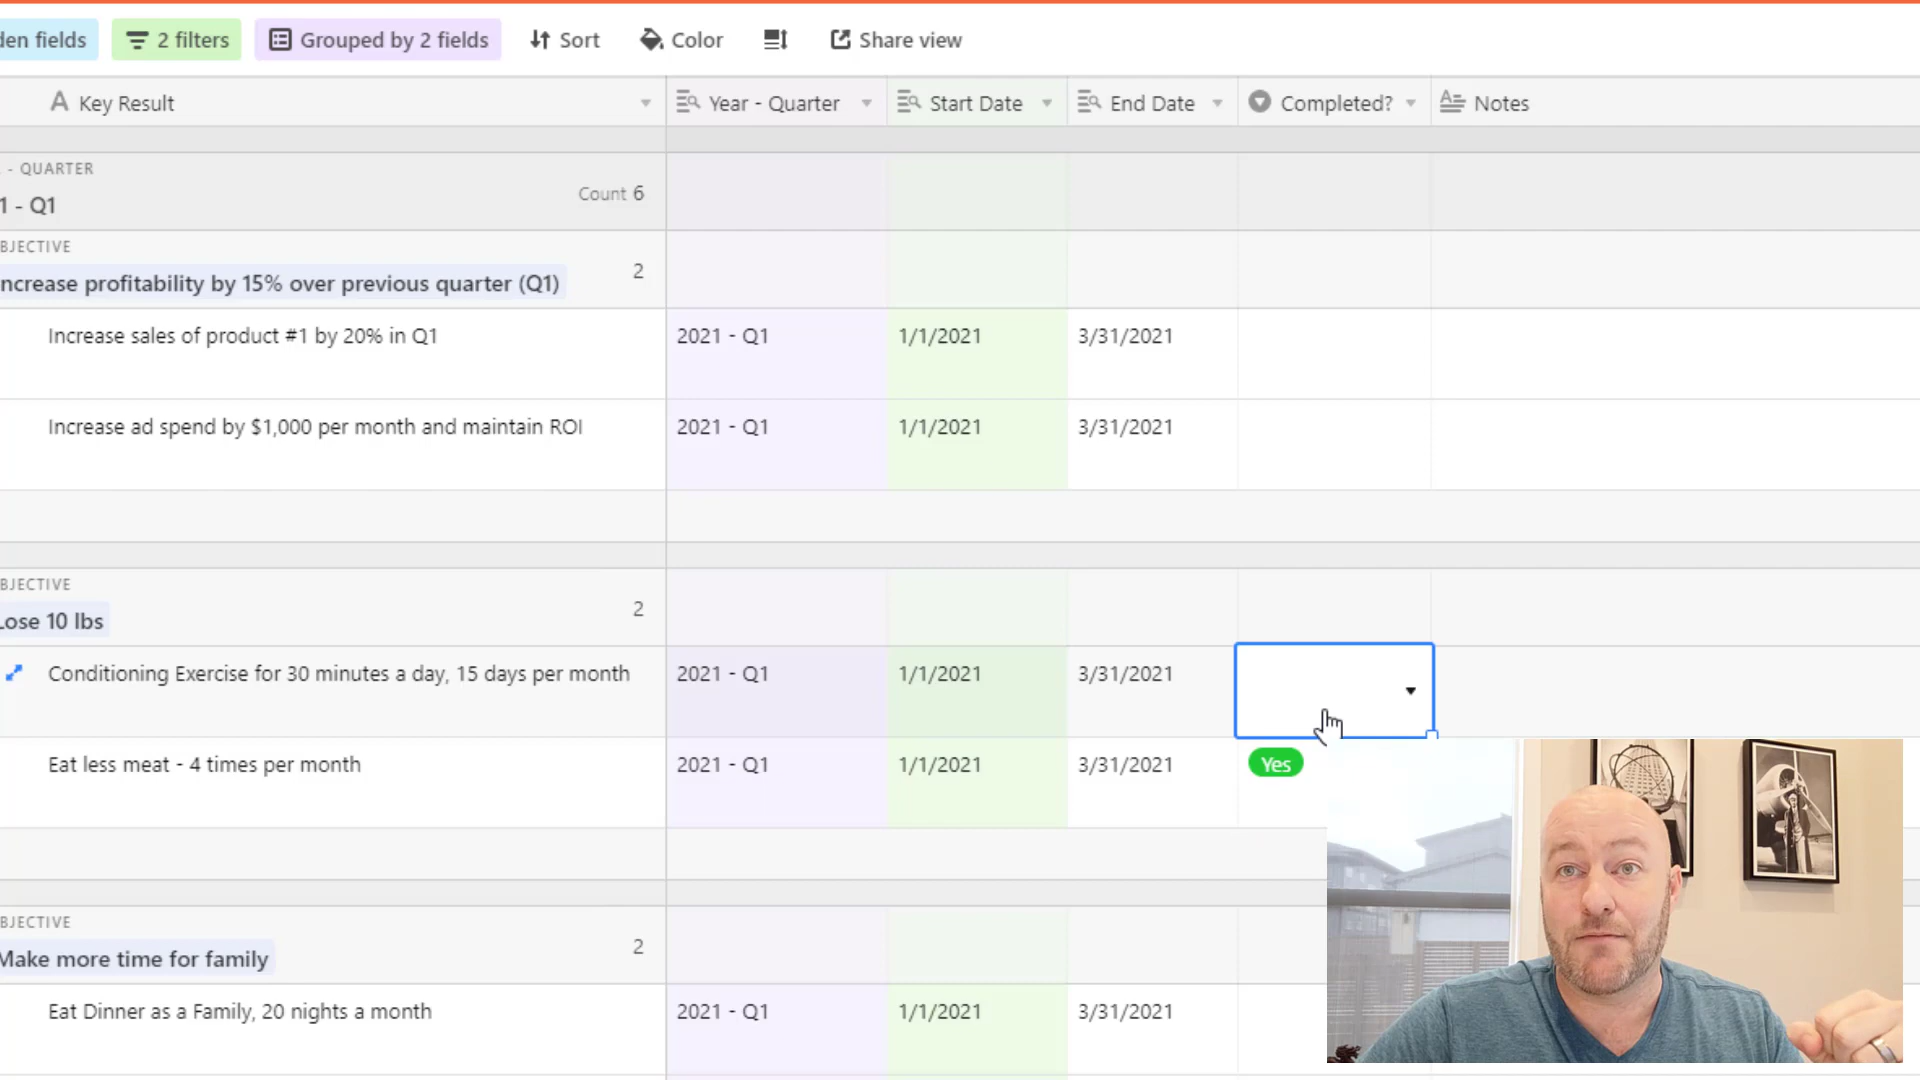 den fields 2 filters Grouped by 2 fields Sort Color Share view
Key Result Year - Quarter Start Date End Date Completed? Notes
- QUARTER
1 - Q1 Count 6
BJECTIVE
ncrease profitability by 15% over previous quarter (Q1) 2
Increase sales of product #1 by 20% in Q1 2021 - Q1 1/1/2021 3/31/2021
Increase ad spend by $1,000 per month and maintain ROI 2021 - Q1 1/1/2021 3/31/2021
BJECTIVE
Lose 10 lbs 2
Conditioning Exercise for 30 minutes a day, 15 days per month 2021 - Q1 1/1/2021 3/31/2021
Eat less meat - 4 times per month 2021 - Q1 1/1/2021 3/31/2021 Yes
BJECTIVE
Make more time for family 2
Eat Dinner as a Family, 20 nights a month 2021 - Q1 1/1/2021 3/31/2021